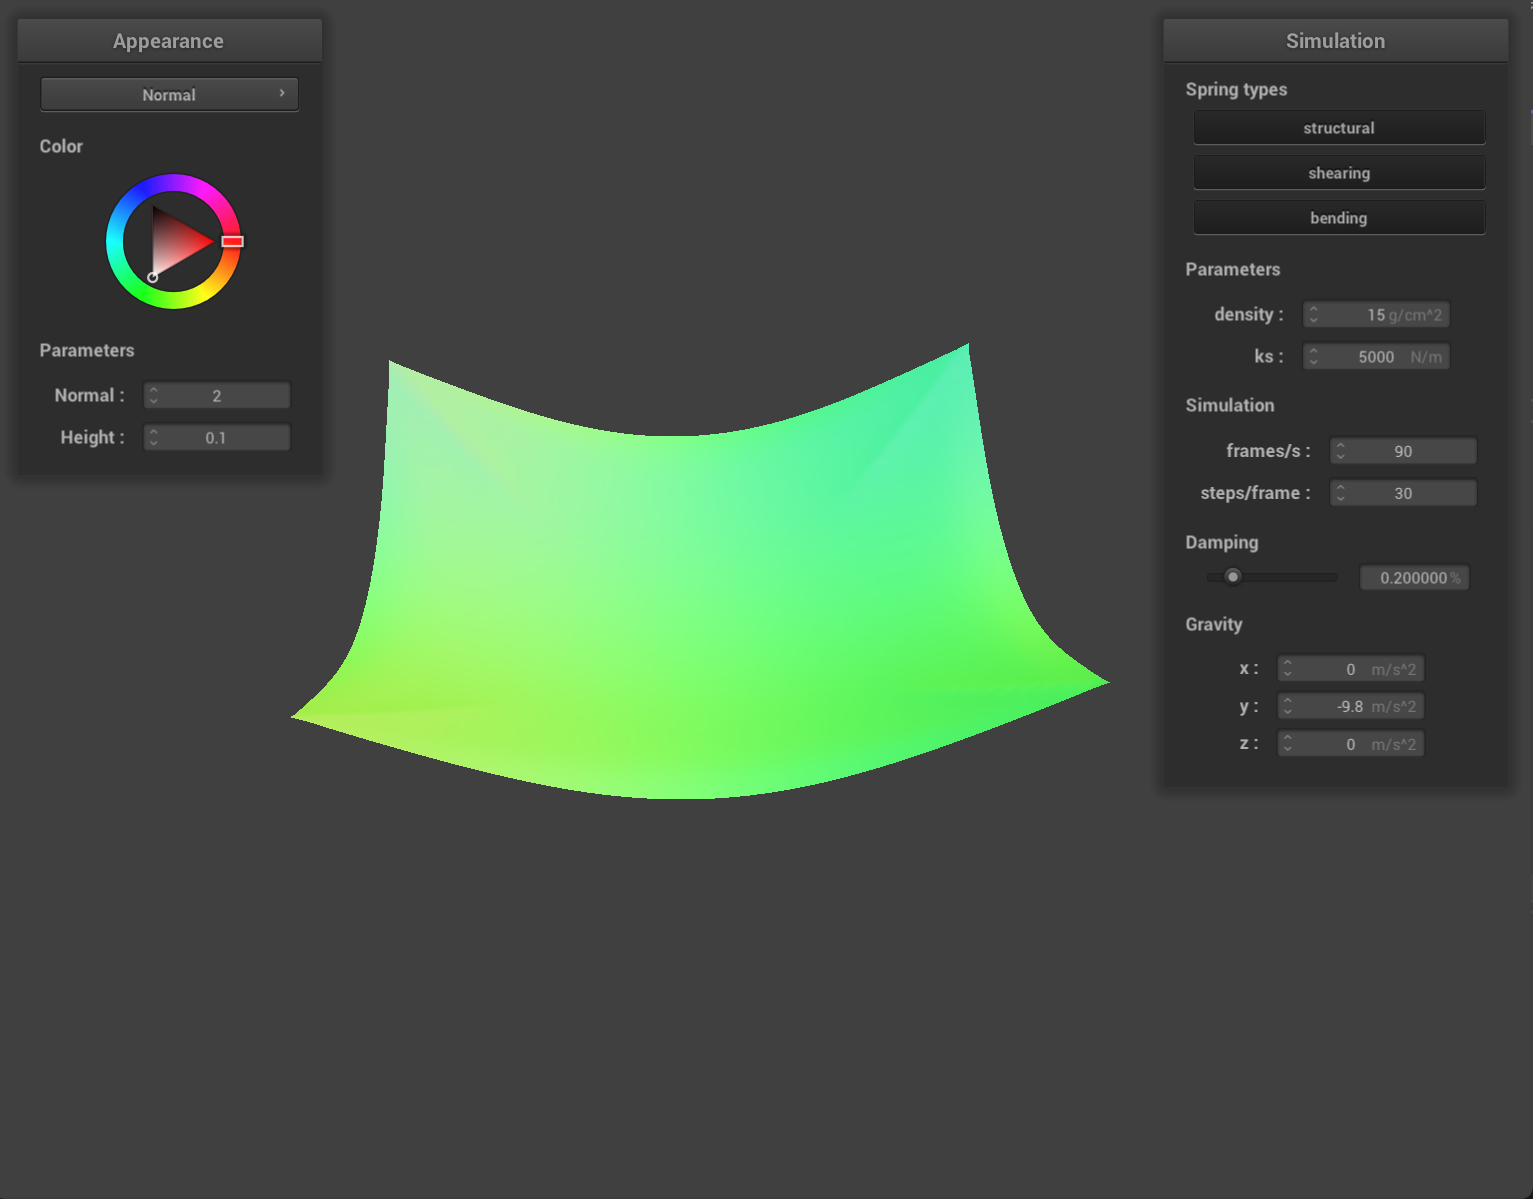 Appearance
Normal
Color
Parameters
Normal : 2
Height : 0.1
Simulation
Spring types
structural
shearing
bending
Parameters
density : 15 g/cm^2
ks : 5000 N/m
Simulation
frames/s : 90
steps/frame : 30
Damping
0.200000 %
Gravity
x : 0 m/s^2
y : -9.8 m/s^2
z : 0 m/s^2